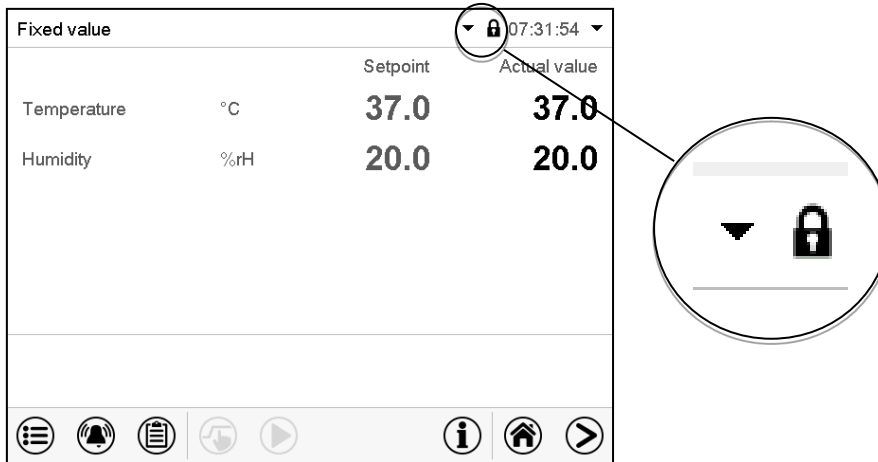 Fixed value 07:31:54
Setpoint Actual value
Temperature °C 37.0 37.0
Humidity %rH 20.0 20.0